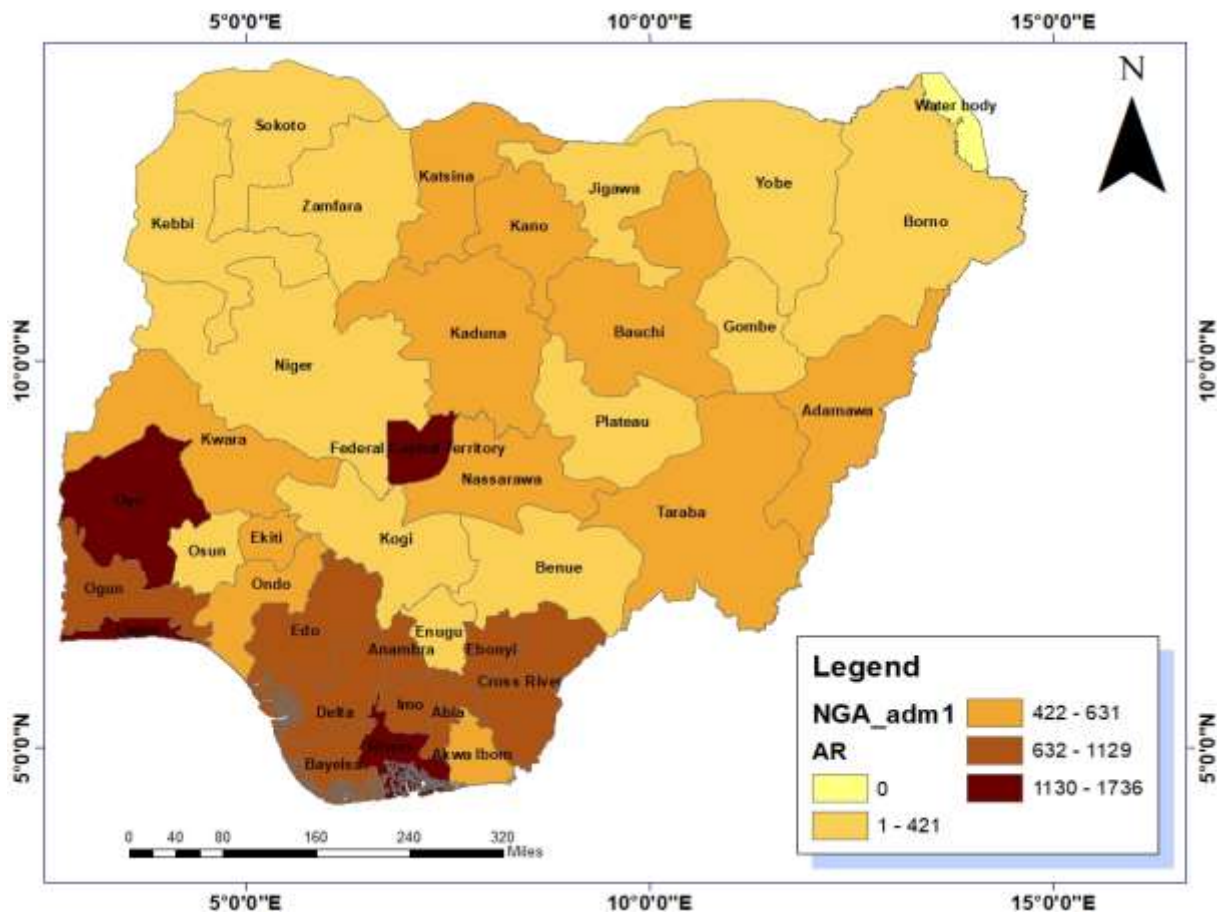 5°0'0"E 10°0'0"E 15°0'0"E
N
Water body
Sokoto
Katsina
Yobe
Jigawa
Zamfara
Kebbi
Kano
Borno
10°0'0"N 10°0'0"N
Kaduna
Bauchi
Gombe
Niger
Adamawa
Plateau
Kwara
Federal Capital Territory
Nassarawa
Oyo
Taraba
Kogi
Ekiti
Osun
Benue
Ogun
Ondo
Edo
Enugu
Anambra
Ebonyi
Cross River
Imo
Delta
Abia
Akwa Ibom
Bayelsa
5°0'0"N 5°0'0"N
Legend
NGA_adm1
AR
0
1 - 421
422 - 631
632 - 1129
1130 - 1736
0 40 80 160 240 320
Miles
5°0'0"E 10°0'0"E 15°0'0"E